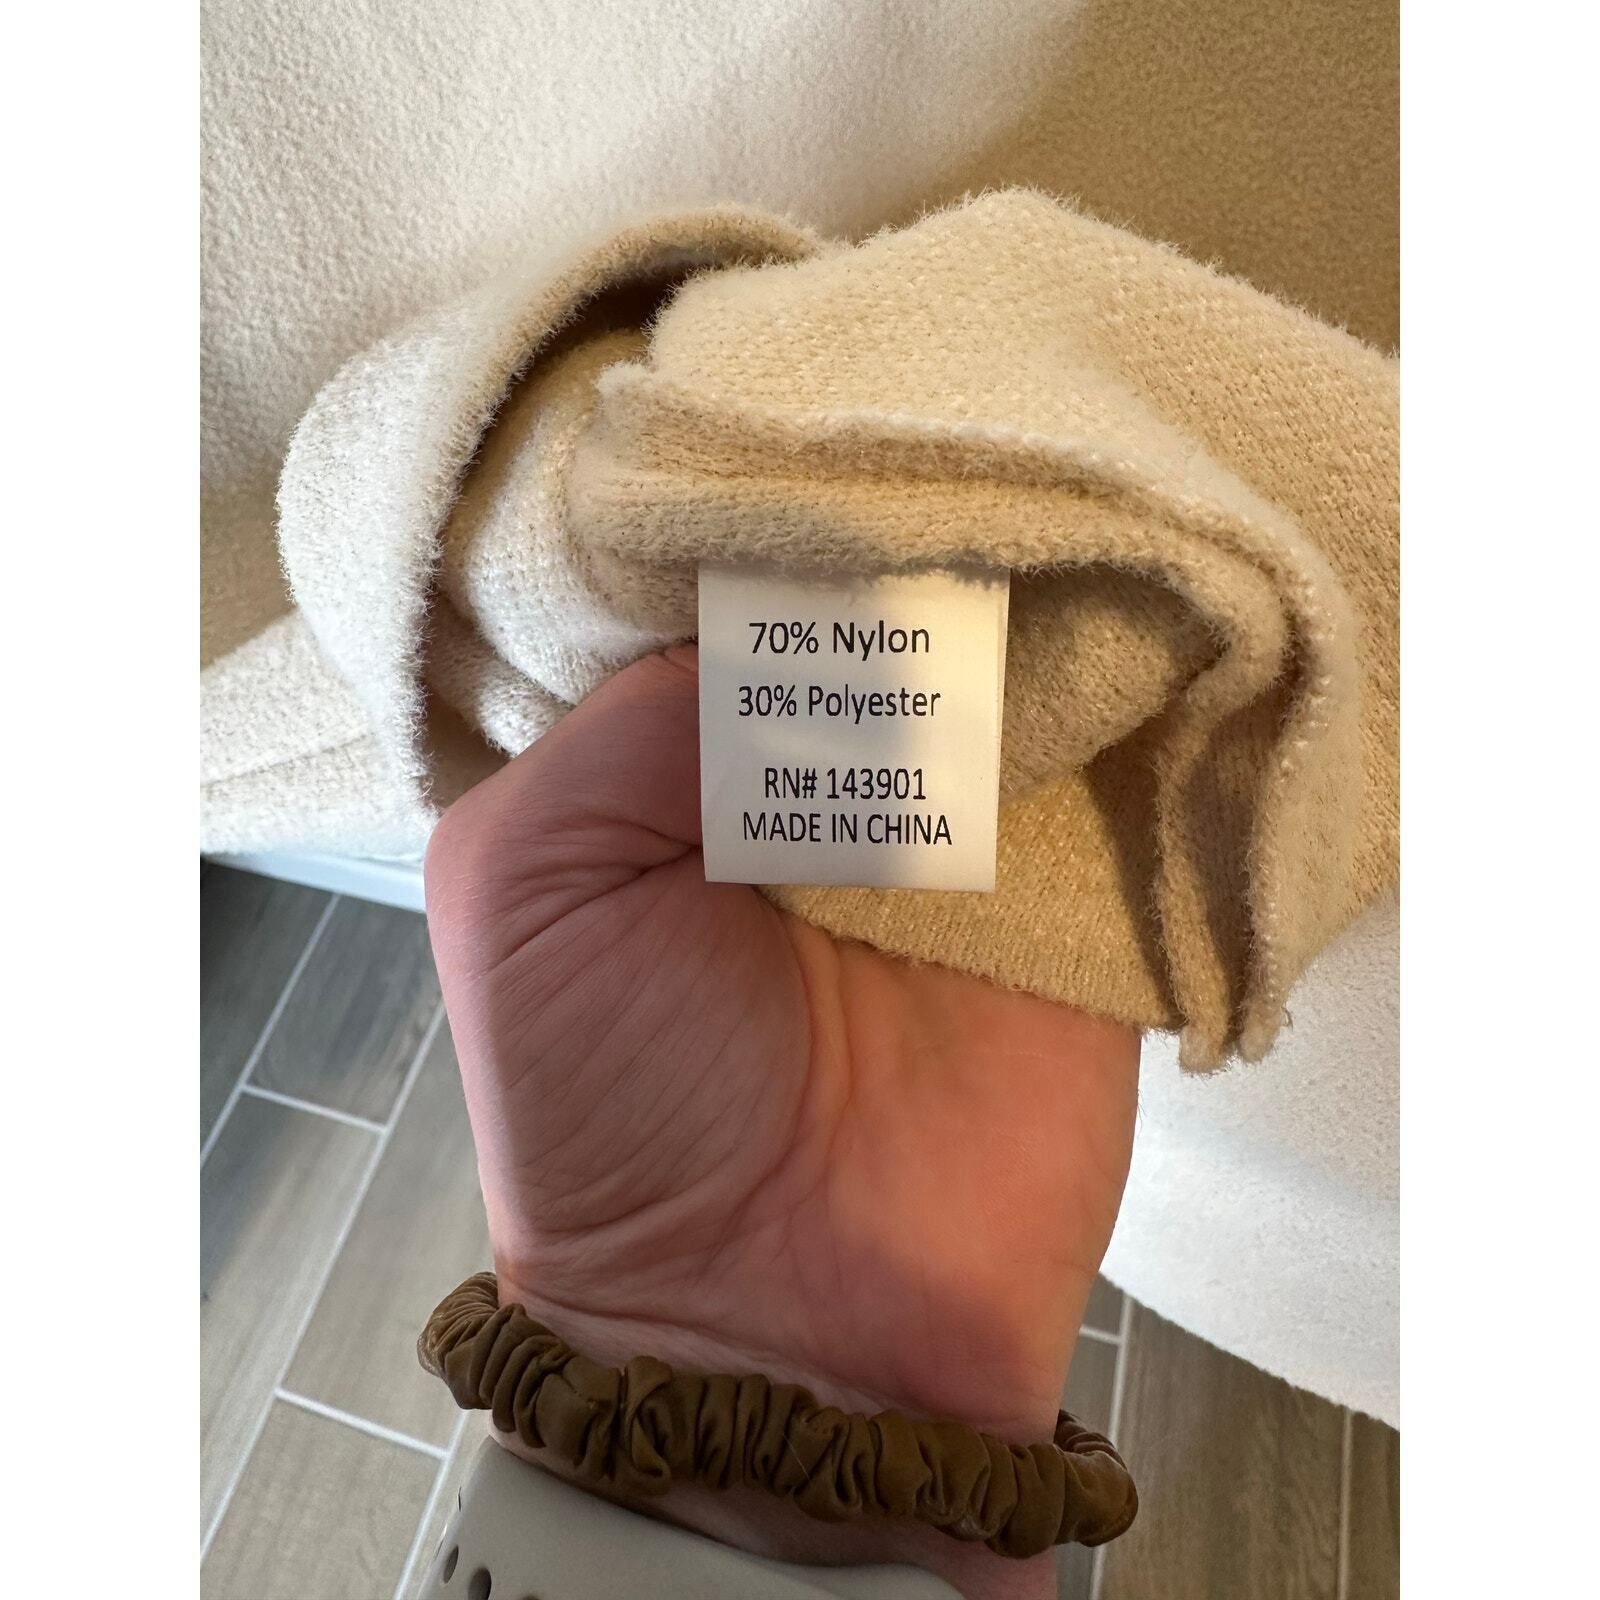 70% Nylon
30% Polyester
RN# 143901
MADE IN CHINA